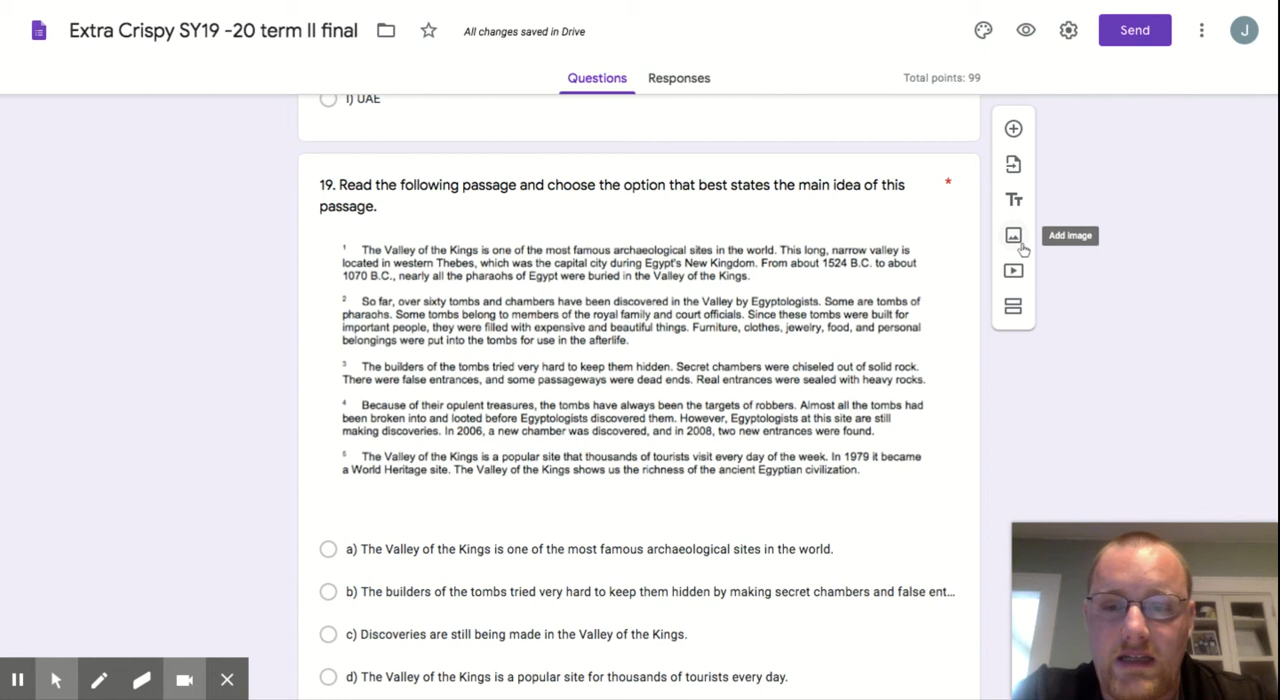 Extra Crispy SY19 -20 term II final
All changes saved in Drive
Send
J
Questions
Responses
Total points: 99
UAE
19. Read the following passage and choose the option that best states the main idea of this
passage.
*
Add image
1 The Valley of the Kings is one of the most famous archaeological sites in the world. This long, narrow valley is
located in western Thebes, which was the capital city during Egypt's New Kingdom. From about 1524 B.C. to about
1070 B.C., nearly all the pharaohs of Egypt were buried in the Valley of the Kings.
2 So far, over sixty tombs and chambers have been discovered in the Valley by Egyptologists. Some are tombs of
pharaohs. Some tombs belong to members of the royal family and court officials. Since these tombs were built for
important people, they were filled with expensive and beautiful things. Furniture, clothes, jewelry, food, and personal
belongings were put into the tombs for use in the afterlife.
3 The builders of the tombs tried very hard to keep them hidden. Secret chambers were chiseled out of solid rock.
There were false entrances, and some passageways were dead ends. Real entrances were sealed with heavy rocks.
4 Because of their opulent treasures, the tombs have always been the targets of robbers. Almost all the tombs had
been broken into and looted before Egyptologists discovered them. However, Egyptologists at this site are still
making discoveries. In 2006, a new chamber was discovered, and in 2008, two new entrances were found.
5 The Valley of the Kings is a popular site that thousands of tourists visit every day of the week. In 1979 it became
a World Heritage site. The Valley of the Kings shows us the richness of the ancient Egyptian civilization.
a) The Valley of the Kings is one of the most famous archaeological sites in the world.
b) The builders of the tombs tried very hard to keep them hidden by making secret chambers and false ent...
c) Discoveries are still being made in the Valley of the Kings.
d) The Valley of the Kings is a popular site for thousands of tourists every day.